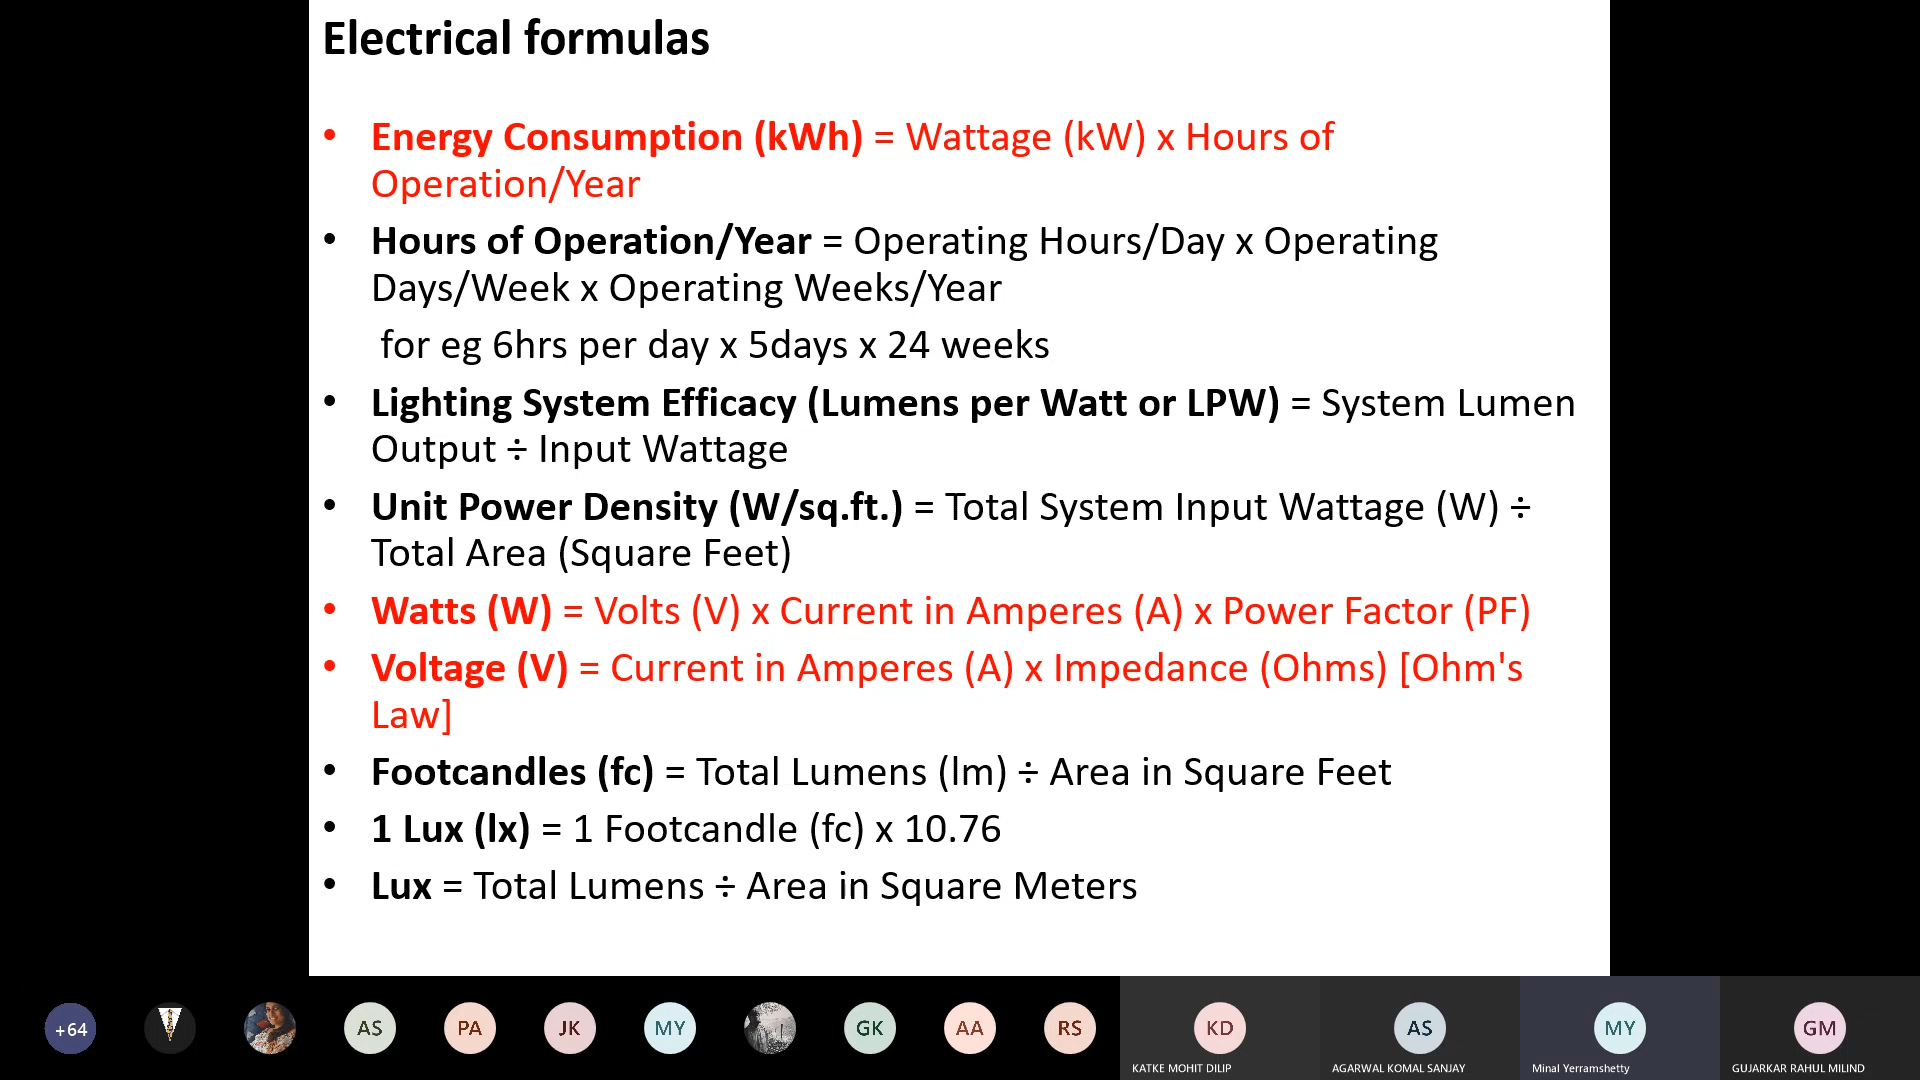 Electrical formulas
• Energy Consumption (kWh) = Wattage (kW) x Hours of
Operation/Year
• Hours of Operation/Year = Operating Hours/Day x Operating
Days/Week x Operating Weeks/Year
for eg 6hrs per day x 5days x 24 weeks
• Lighting System Efficacy (Lumens per Watt or LPW) = System Lumen
Output ÷ Input Wattage
• Unit Power Density (W/sq.ft.) = Total System Input Wattage (W) ÷
Total Area (Square Feet)
• Watts (W) = Volts (V) x Current in Amperes (A) x Power Factor (PF)
• Voltage (V) = Current in Amperes (A) x Impedance (Ohms) [Ohm's
Law]
• Footcandles (fc) = Total Lumens (lm) ÷ Area in Square Feet
• 1 Lux (lx) = 1 Footcandle (fc) x 10.76
• Lux = Total Lumens ÷ Area in Square Meters
+64 AS PA JK MY GK AA RS KD AS MY GM
KATKE MOHIT DILIP AGARWAL KOMAL SANJAY Minal Yerramshetty GUJARKAR RAHUL MILIND